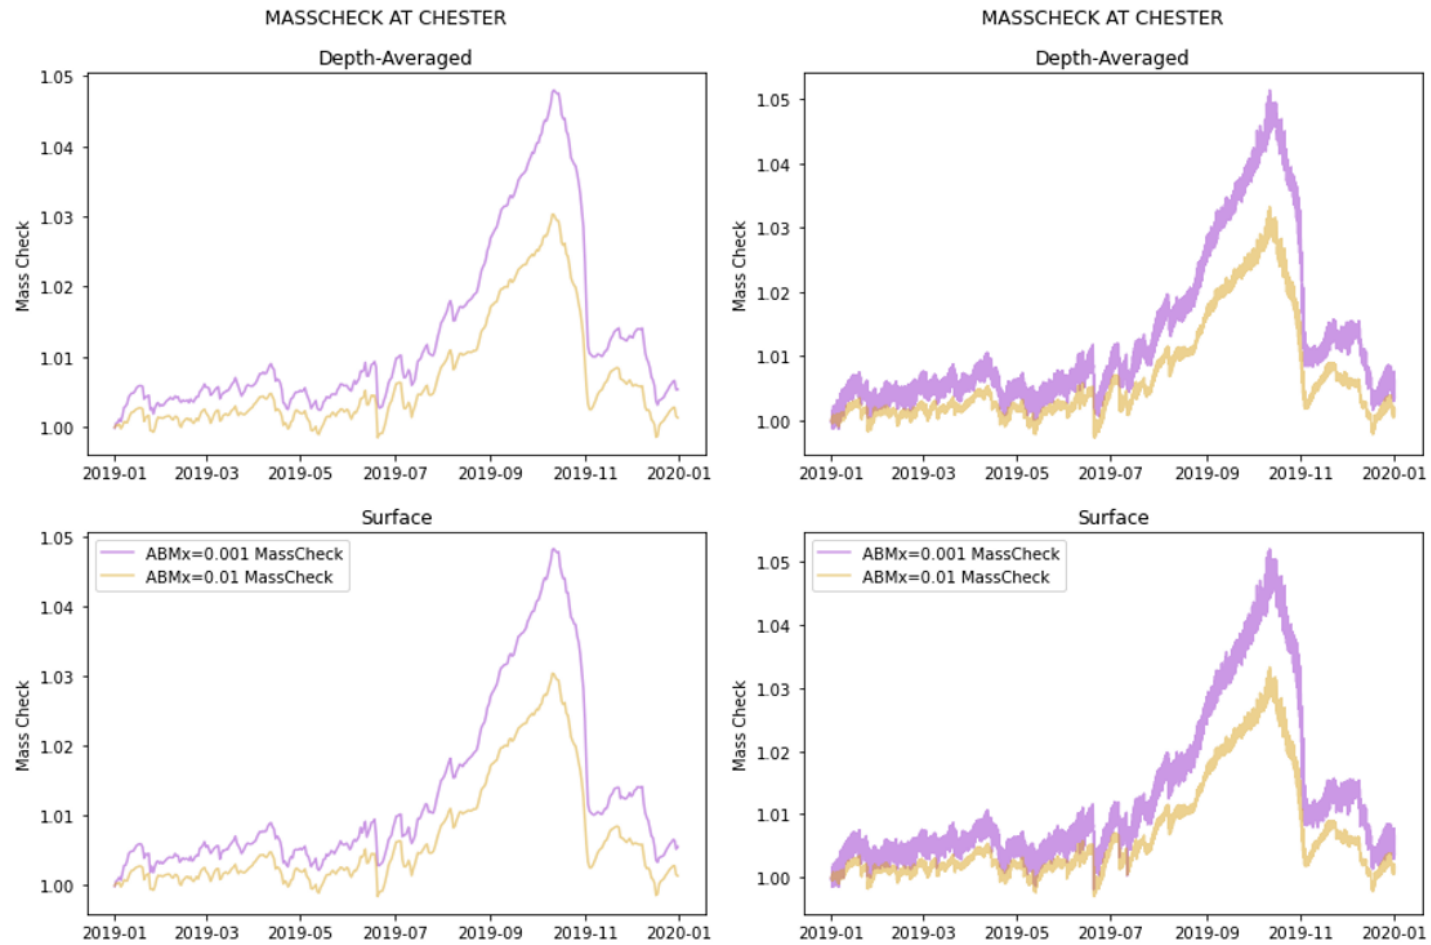 MASSCHECK AT CHESTER
Depth-Averaged
1.05
1.04
1.03
1.02
1.01
1.00
Mass Check
2019-01 2019-03 2019-05 2019-07 2019-09 2019-11 2020-01
Surface
ABMx=0.001 MassCheck
ABMx=0.01 MassCheck
1.05
1.04
1.03
1.02
1.01
1.00
Mass Check
2019-01 2019-03 2019-05 2019-07 2019-09 2019-11 2020-01
MASSCHECK AT CHESTER
Depth-Averaged
1.05
1.04
1.03
1.02
1.01
1.00
Mass Check
2019-01 2019-03 2019-05 2019-07 2019-09 2019-11 2020-01
Surface
ABMx=0.001 MassCheck
ABMx=0.01 MassCheck
1.05
1.04
1.03
1.02
1.01
1.00
Mass Check
2019-01 2019-03 2019-05 2019-07 2019-09 2019-11 2020-01